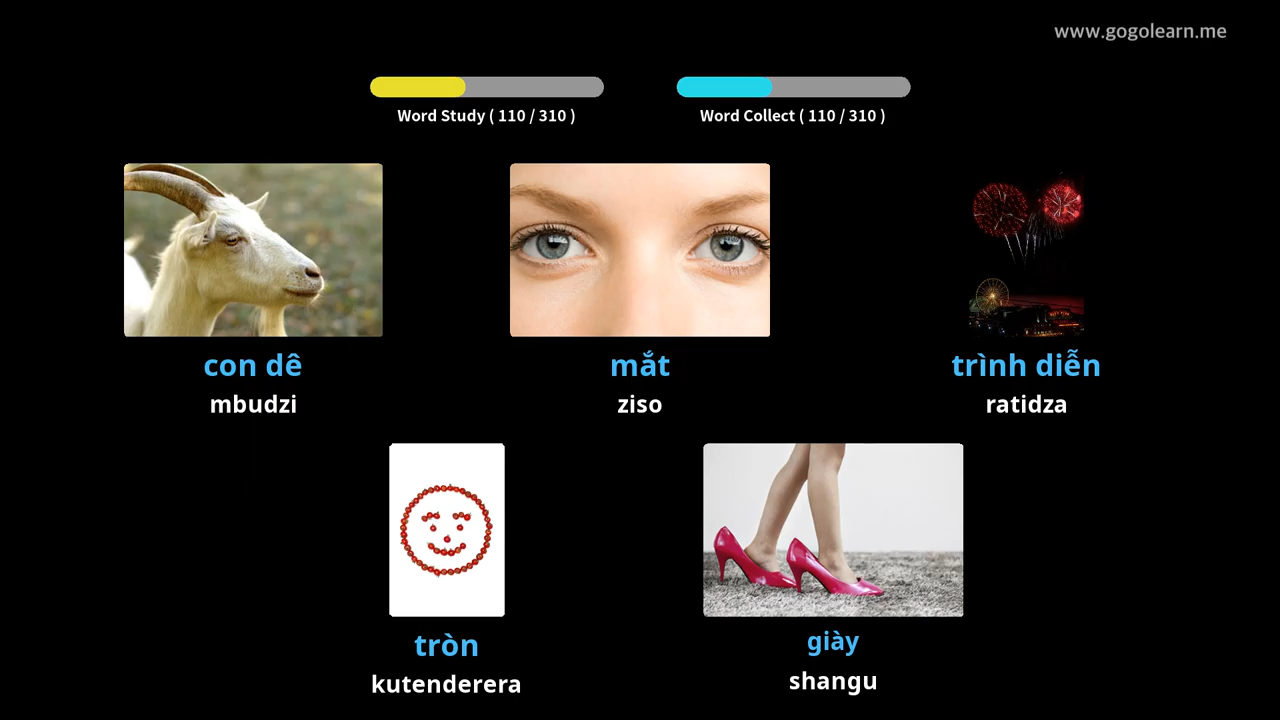 www.gogolearn.me
Word Study ( 110 / 310 )
Word Collect ( 110 / 310 )
con dê
mbudzi
mắt
ziso
trình diễn
ratidza
tròn
kutenderera
giày
shangu